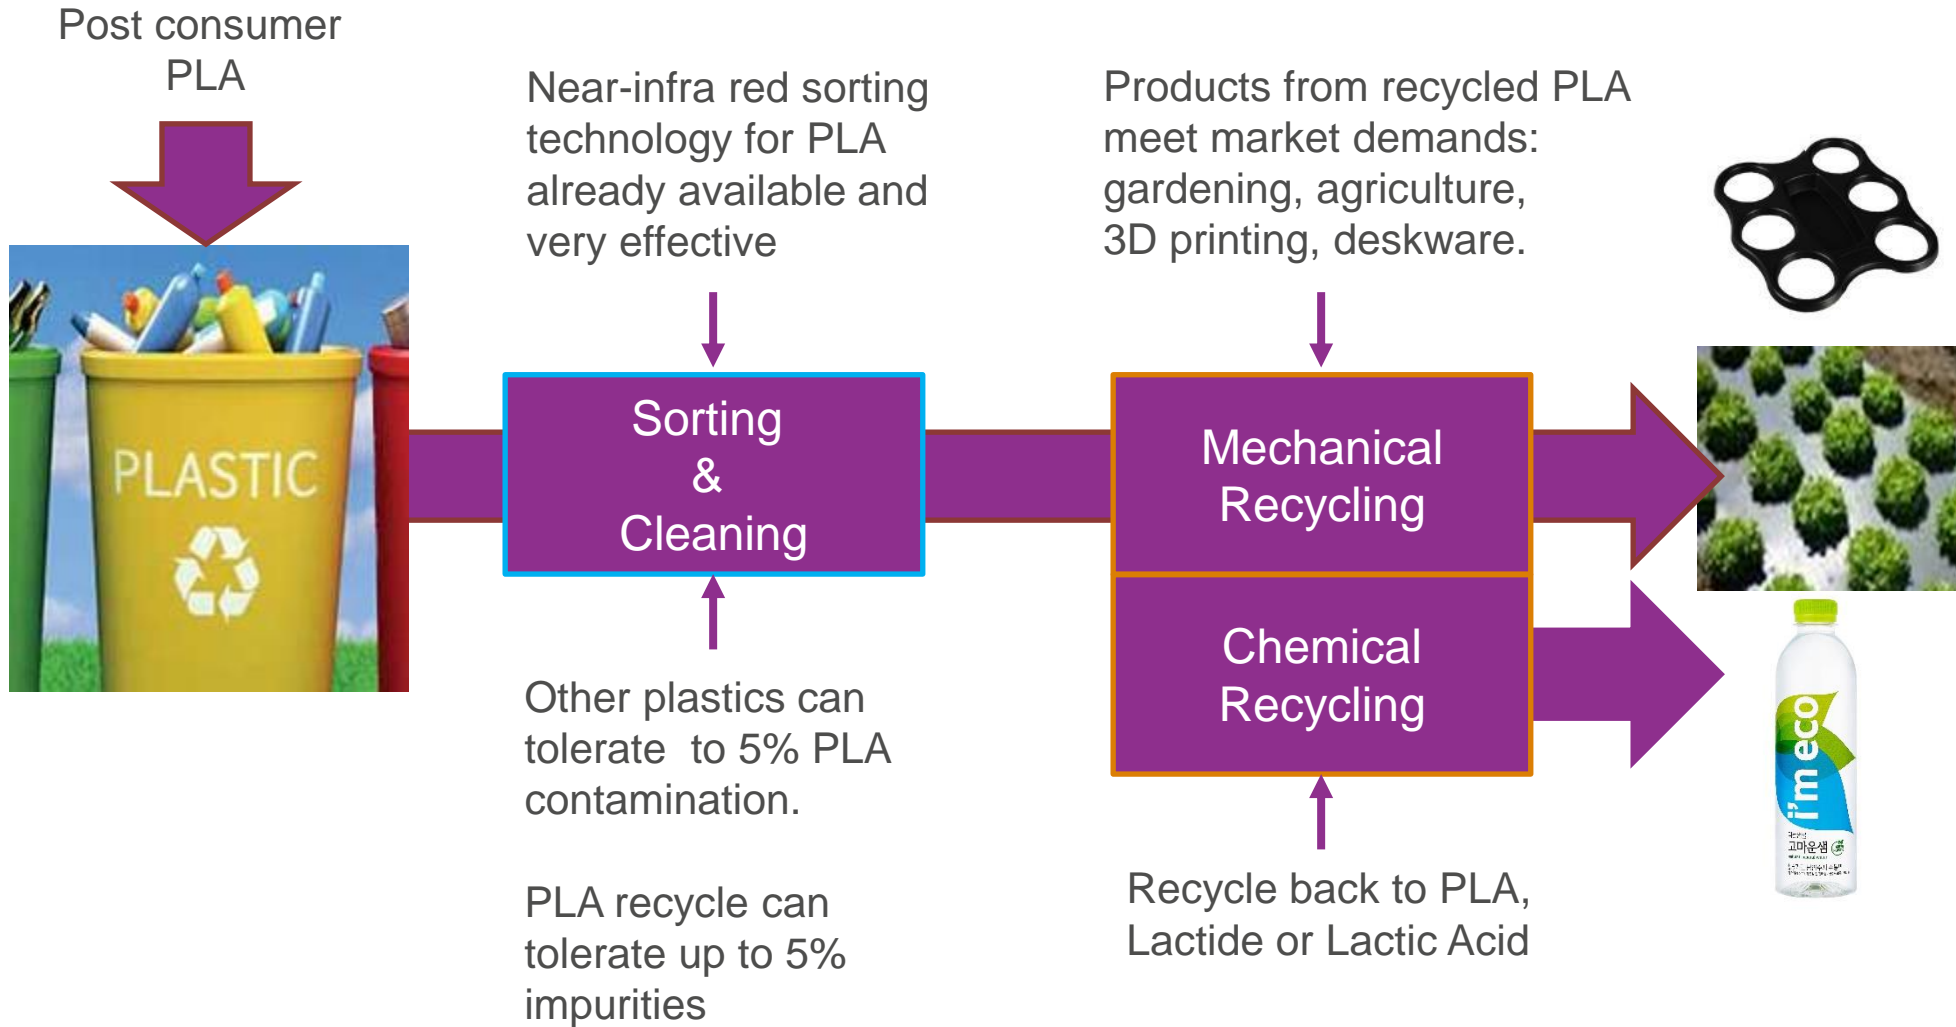 Post consumer
PLA
Near-infra red sorting
technology for PLA
already available and
very effective
Products from recycled PLA
meet market demands:
gardening, agriculture,
3D printing, deskware.
PLASTIC
Sorting
&
Cleaning
Mechanical
Recycling
Chemical
Recycling
Other plastics can
tolerate  to 5% PLA
contamination.
PLA recycle can
tolerate up to 5%
impurities
Recycle back to PLA,
Lactide or Lactic Acid
i'm eco
고마운샘